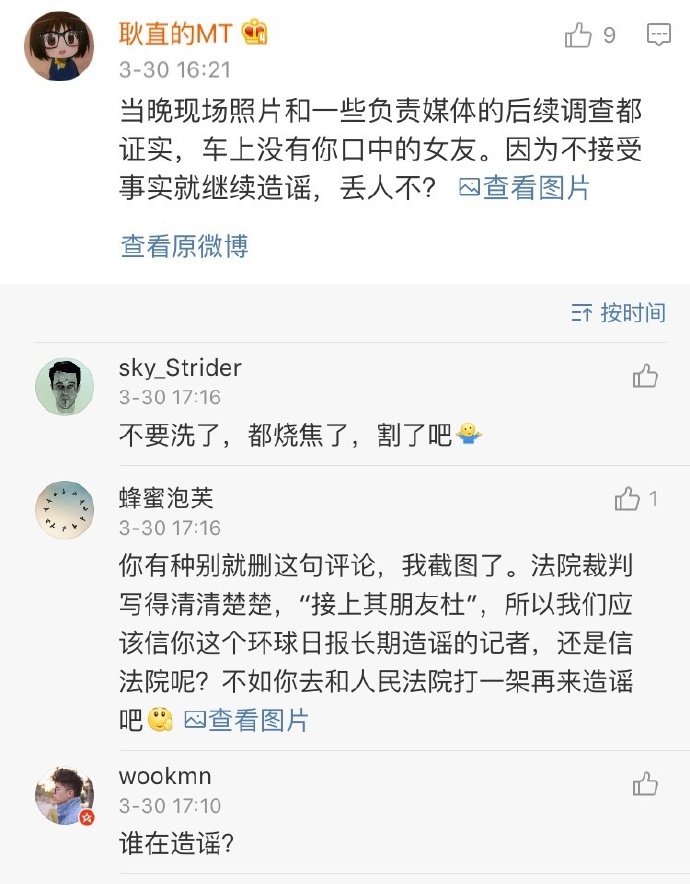 耿直的MT
9
3-30 16:21
当晚现场照片和一些负责媒体的后续调查都
证实，车上没有你口中的女友。因为不接受
事实就继续造谣，丢人不？ 查看图片
查看原微博
按时间
sky_Strider
3-30 17:16
不要洗了，都烧焦了，割了吧
蜂蜜泡芙
1
3-30 17:16
你有种别就删这句评论，我截图了。法院裁判
写得清清楚楚，“接上其朋友杜”，所以我们应
该信你这个环球日报长期造谣的记者，还是信
法院呢？不如你去和人民法院打一架再来造谣
吧 查看图片
wookmn
3-30 17:10
谁在造谣？